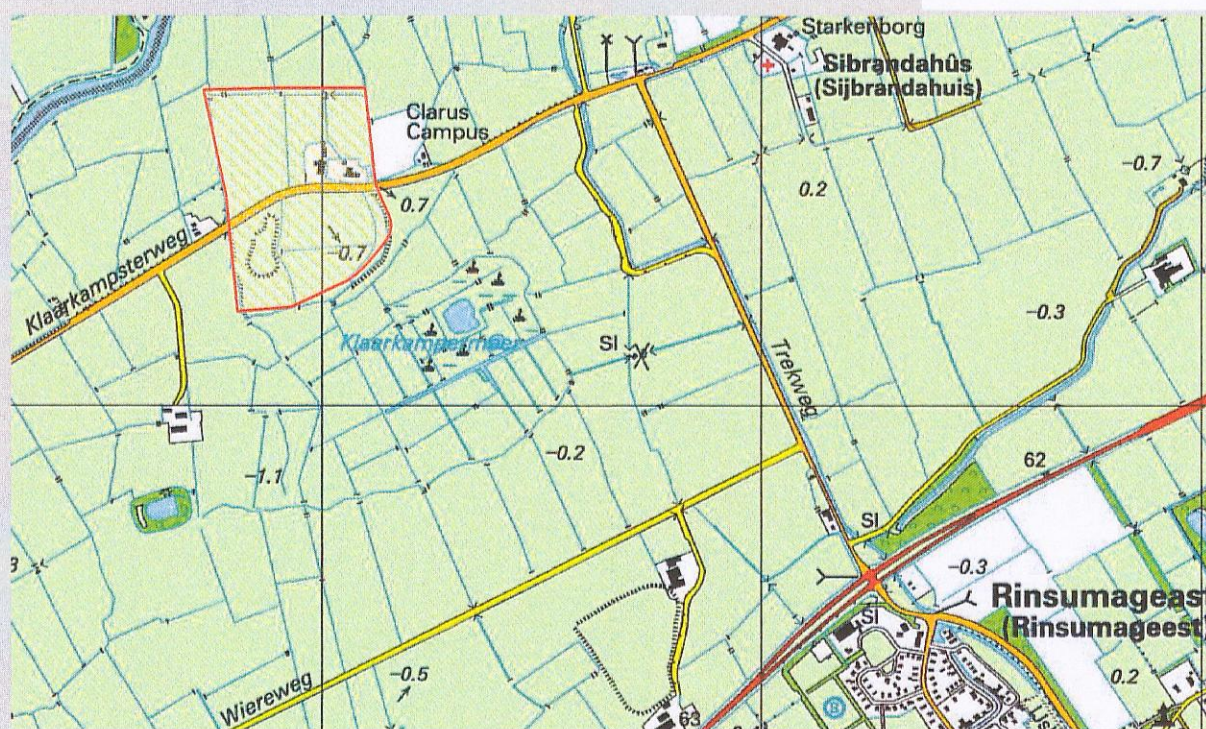 Starkenborg
Sibrandahûs
(Sijbrandahuis)
Clarus
Campus
-0.7
0.2
0.7
-0.7
Klaarkampsterweg
-0.3
Klaarkampstermeer
Sl
Trekweg
-0.2
62
-1.1
Sl
3
-0.3
Rinsumageast
(Rinsumageest)
Sl
-0.5
0.2
Wiereweg
63
B